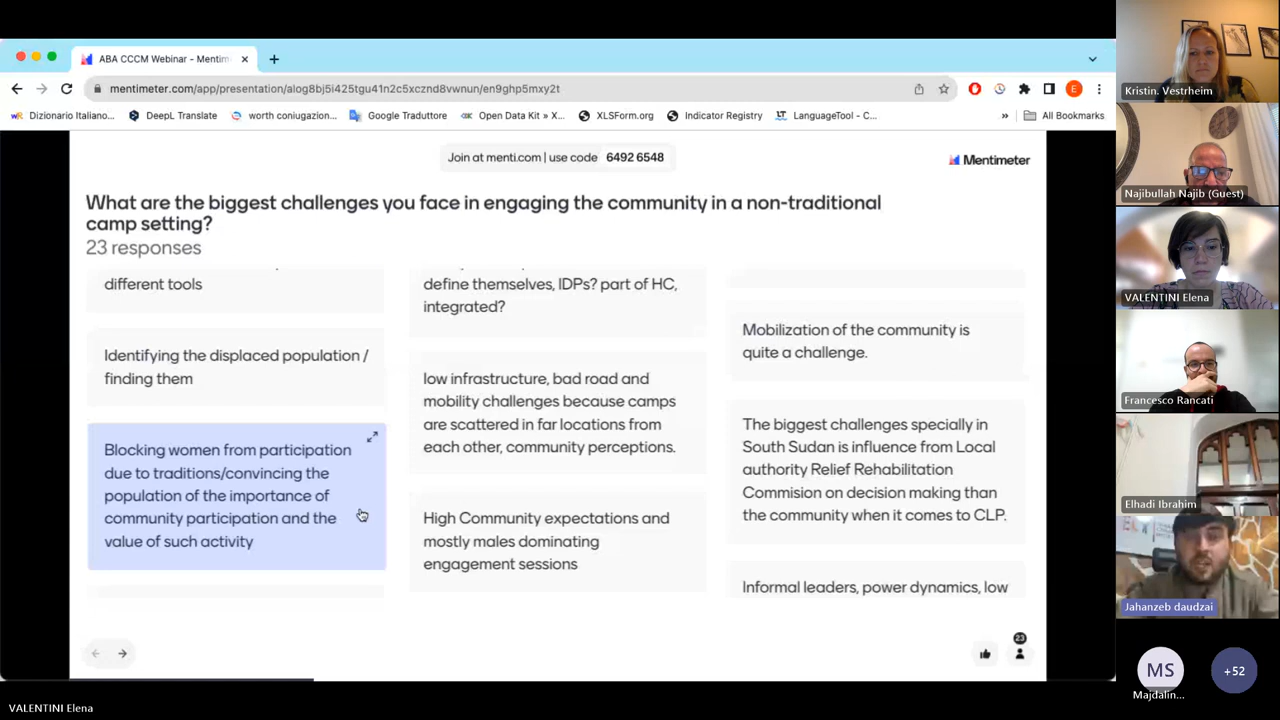 ABA CCCM Webinar - Mentim
mentimeter.com/app/presentation/alog8bj5i425tgu41n2c5xcznd8vwnun/en9ghp5mxy2t
E
wR Dizionario Italiano...
DeepL Translate
worth coniugazion...
Google Traduttore
Open Data Kit » X...
XLSForm.org
Indicator Registry
LT LanguageTool - C...
»
All Bookmarks
Join at menti.com | use code 6492 6548
Mentimeter
What are the biggest challenges you face in engaging the community in a non-traditional
camp setting?
23 responses
different tools
Identifying the displaced population /
finding them
Blocking women from participation
due to traditions/convincing the
population of the importance of
community participation and the
value of such activity
define themselves, IDPs? part of HC,
integrated?
low infrastructure, bad road and
mobility challenges because camps
are scattered in far locations from
each other, community perceptions.
High Community expectations and
mostly males dominating
engagement sessions
Mobilization of the community is
quite a challenge.
The biggest challenges specially in
South Sudan is influence from Local
authority Relief Rehabilitation
Commision on decision making than
the community when it comes to CLP.
Informal leaders, power dynamics, low
23
VALENTINI Elena
Kristin. Vestrheim
Najibullah Najib (Guest)
VALENTINI Elena
Francesco Rancati
Elhadi Ibrahim
Jahanzeb daudzai
MS
Majdalin...
+52